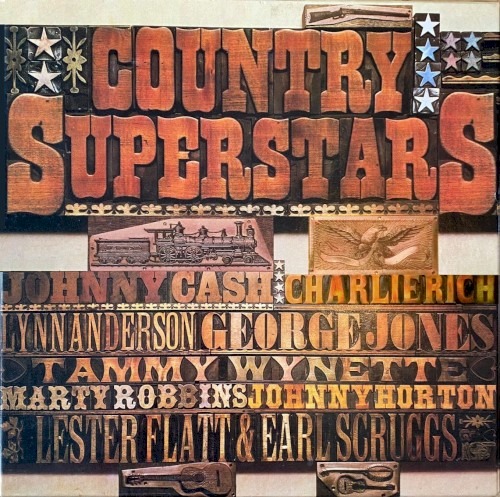 COUNTRY
SUPERSTARS
JOHNNY CASH CHARLIE RICH
LYNN ANDERSON GEORGE JONES
TAMMY WYNETTE
MARTY ROBBINS JOHNNY HORTON
LESTER FLATT & EARL SCRUGGS